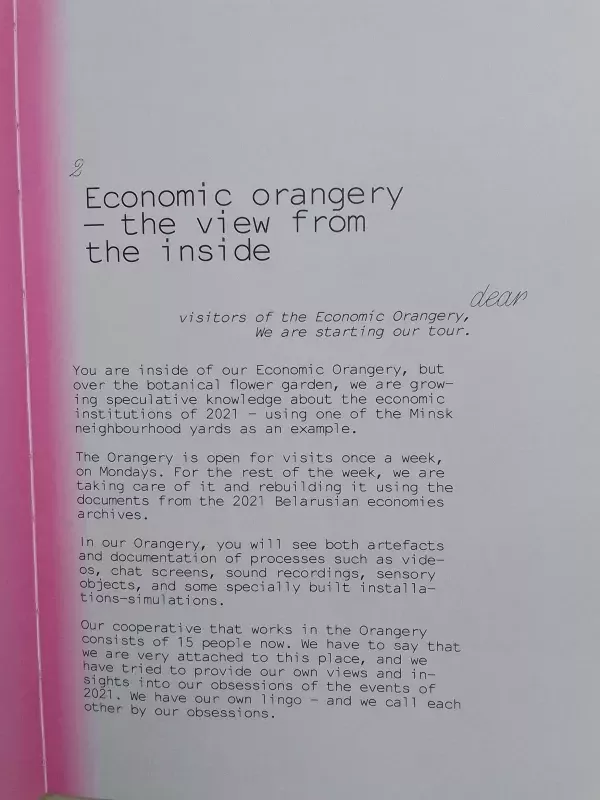 2
Economic orangery
— the view from
the inside
dear
visitors of the Economic Orangery,
We are starting our tour.
You are inside of our Economic Orangery, but
over the botanical flower garden, we are grow-
ing speculative knowledge about the economic
institutions of 2021 – using one of the Minsk
neighbourhood yards as an example.
The Orangery is open for visits once a week,
on Mondays. For the rest of the week, we are
taking care of it and rebuilding it using the
documents from the 2021 Belarusian economies
archives.
In our Orangery, you will see both artefacts
and documentation of processes such as vide-
os, chat screens, sound recordings, sensory
objects, and some specially built installa-
tions-simulations.
Our cooperative that works in the Orangery
consists of 15 people now. We have to say that
we are very attached to this place, and we
have tried to provide our own views and in-
sights into our obsessions of the events of
2021. We have our own lingo – and we call each
other by our obsessions.